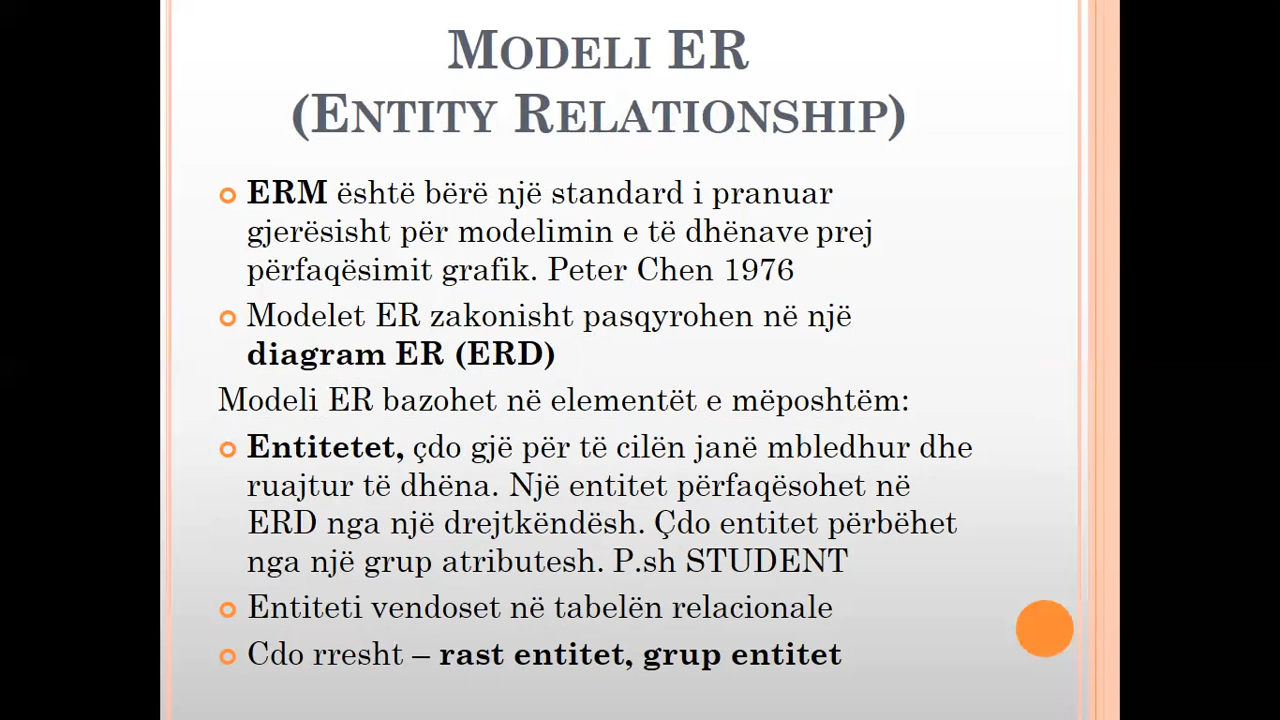 MODELI ER
(ENTITY RELATIONSHIP)
ERM është bërë një standard i pranuar
gjerësisht për modelimin e të dhënave prej
përfaqësimit grafik. Peter Chen 1976
Modelet ER zakonisht pasqyrohen në një
diagram ER (ERD)
Modeli ER bazohet në elementët e mëposhtëm:
Entitetet, çdo gjë për të cilën janë mbledhur dhe
ruajtur të dhëna. Një entitet përfaqësohet në
ERD nga një drejtkëndësh. Çdo entitet përbëhet
nga një grup atributesh. P.sh STUDENT
Entiteti vendoset në tabelën relacionale
Cdo rresht – rast entitet, grup entitet